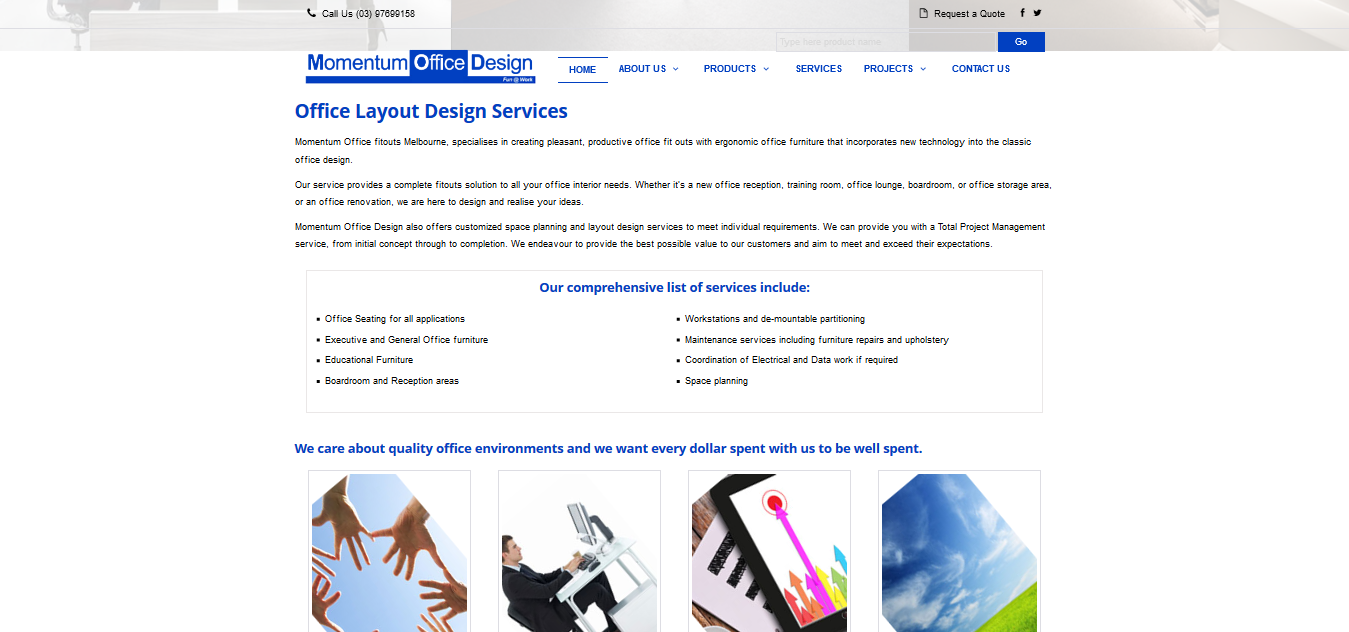 Call Us (03) 97699158
Request a Quote
Type here product name..
Go
Momentum Office Design
Fun @ Work
HOME
ABOUT US
PRODUCTS
SERVICES
PROJECTS
CONTACT US
Office Layout Design Services
Momentum Office fitouts Melbourne, specialises in creating pleasant, productive office fit outs with ergonomic office furniture that incorporates new technology into the classic
office design.
Our service provides a complete fitouts solution to all your office interior needs. Whether it's a new office reception, training room, office lounge, boardroom, or office storage area,
or an office renovation, we are here to design and realise your ideas.
Momentum Office Design also offers customized space planning and layout design services to meet individual requirements. We can provide you with a Total Project Management
service, from initial concept through to completion. We endeavour to provide the best possible value to our customers and aim to meet and exceed their expectations.
Our comprehensive list of services include:
Office Seating for all applications
Executive and General Office furniture
Educational Furniture
Boardroom and Reception areas
Workstations and de-mountable partitioning
Maintenance services including furniture repairs and upholstery
Coordination of Electrical and Data work if required
Space planning
We care about quality office environments and we want every dollar spent with us to be well spent.